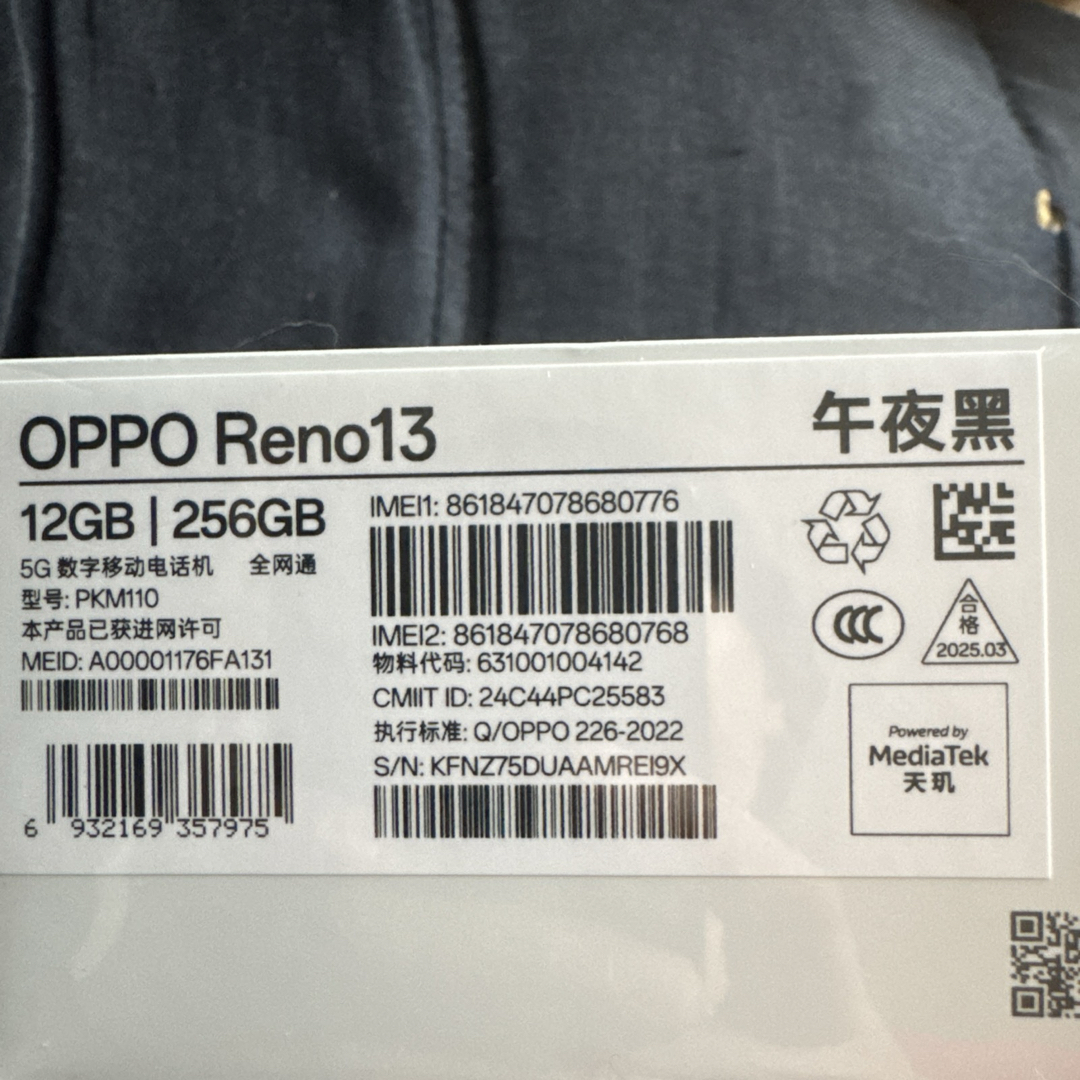 OPPO Reno13
午夜黑
12GB | 256GB
5G 数字移动电话机 全网通
型号: PKM110
本产品已获进网许可
MEID: A00001176FA131
6 932169 357975
IMEI1: 861847078680776
IMEI2: 861847078680768
物料代码: 631001004142
CMIIT ID: 24C44PC25583
执行标准: Q/OPPO 226-2022
S/N: KFNZ75DUAAMREI9X
CCC
合
格
2025.03
Powered by
MediaTek
天玑